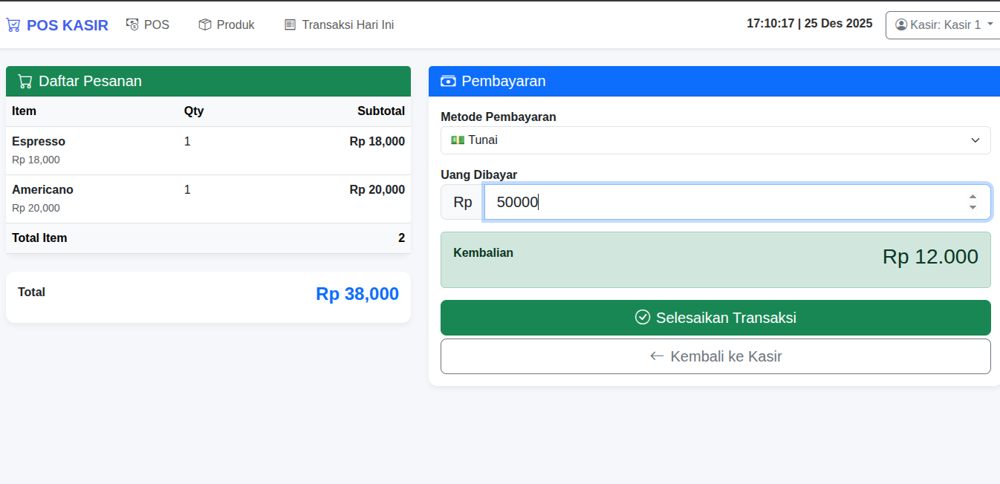 POS KASIR POS Produk Transaksi Hari Ini 17:10:17 | 25 Des 2025 Kasir: Kasir 1
Daftar Pesanan
Item Qty Subtotal
Espresso 1 Rp 18,000
Rp 18,000
Americano 1 Rp 20,000
Rp 20,000
Total Item 2
Total Rp 38,000
Pembayaran
Metode Pembayaran
💵 Tunai
Uang Dibayar
Rp 50000
Kembalian Rp 12.000
Selesaikan Transaksi
← Kembali ke Kasir